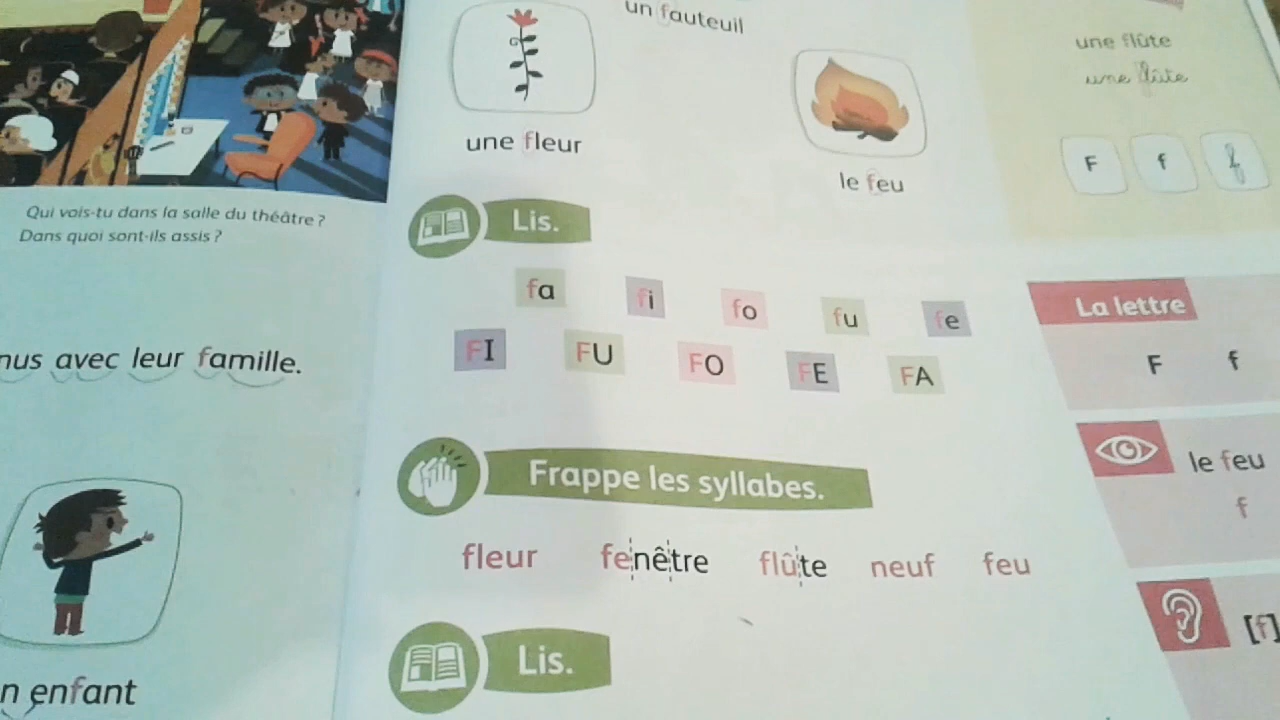 Qui vois-tu dans la salle du théâtre ?
Dans quoi sont-ils assis ?
avec leur famille.
enfant
un fauteuil
une fleur
le feu
Lis.
fa fi fo fu fe
FI FU FO FE FA
Frappe les syllabes.
fleur fenêtre flûte neuf feu
Lis.
une flûte
une flûte
F f f
La lettre
F f
le feu
f
[f]